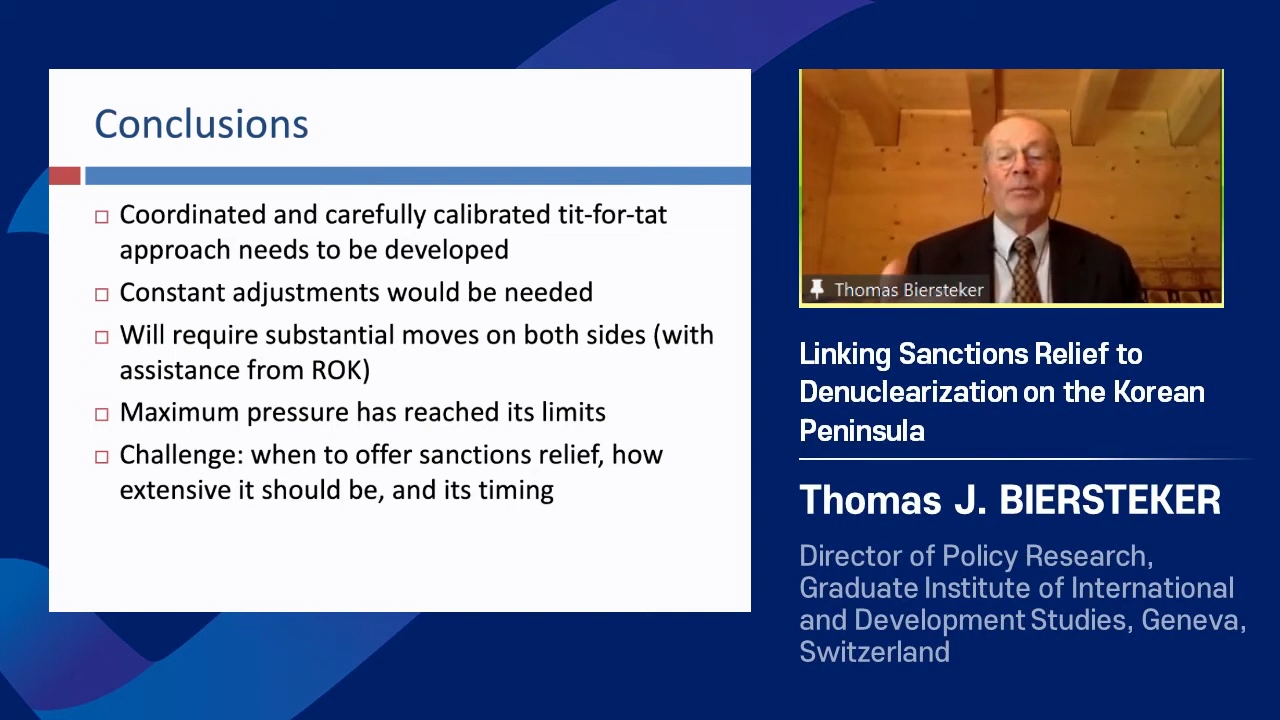 Conclusions
Coordinated and carefully calibrated tit-for-tat
approach needs to be developed
Constant adjustments would be needed
Will require substantial moves on both sides (with
assistance from ROK)
Maximum pressure has reached its limits
Challenge: when to offer sanctions relief, how
extensive it should be, and its timing
Thomas Biersteker
Linking Sanctions Relief to
Denuclearization on the Korean
Peninsula
Thomas J. BIERSTEKER
Director of Policy Research,
Graduate Institute of International
and Development Studies, Geneva,
Switzerland